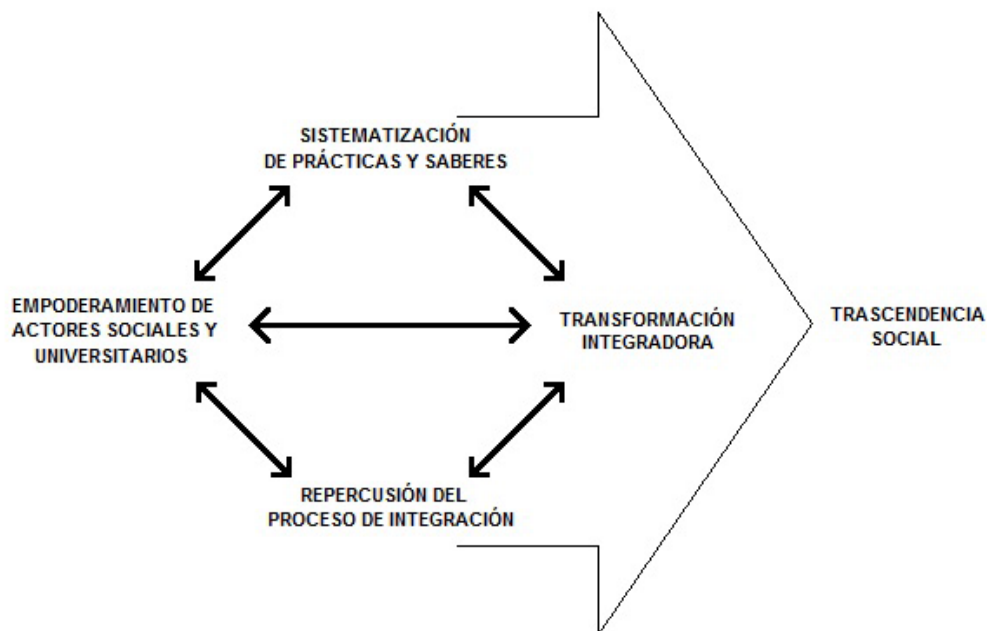 SISTEMATIZACIÓN
DE PRÁCTICAS Y SABERES
EMPODERAMIENTO DE
ACTORES SOCIALES Y
UNIVERSITARIOS
TRANSFORMACIÓN
INTEGRADORA
TRASCENDENCIA
SOCIAL
REPERCUSIÓN DEL
PROCESO DE INTEGRACIÓN